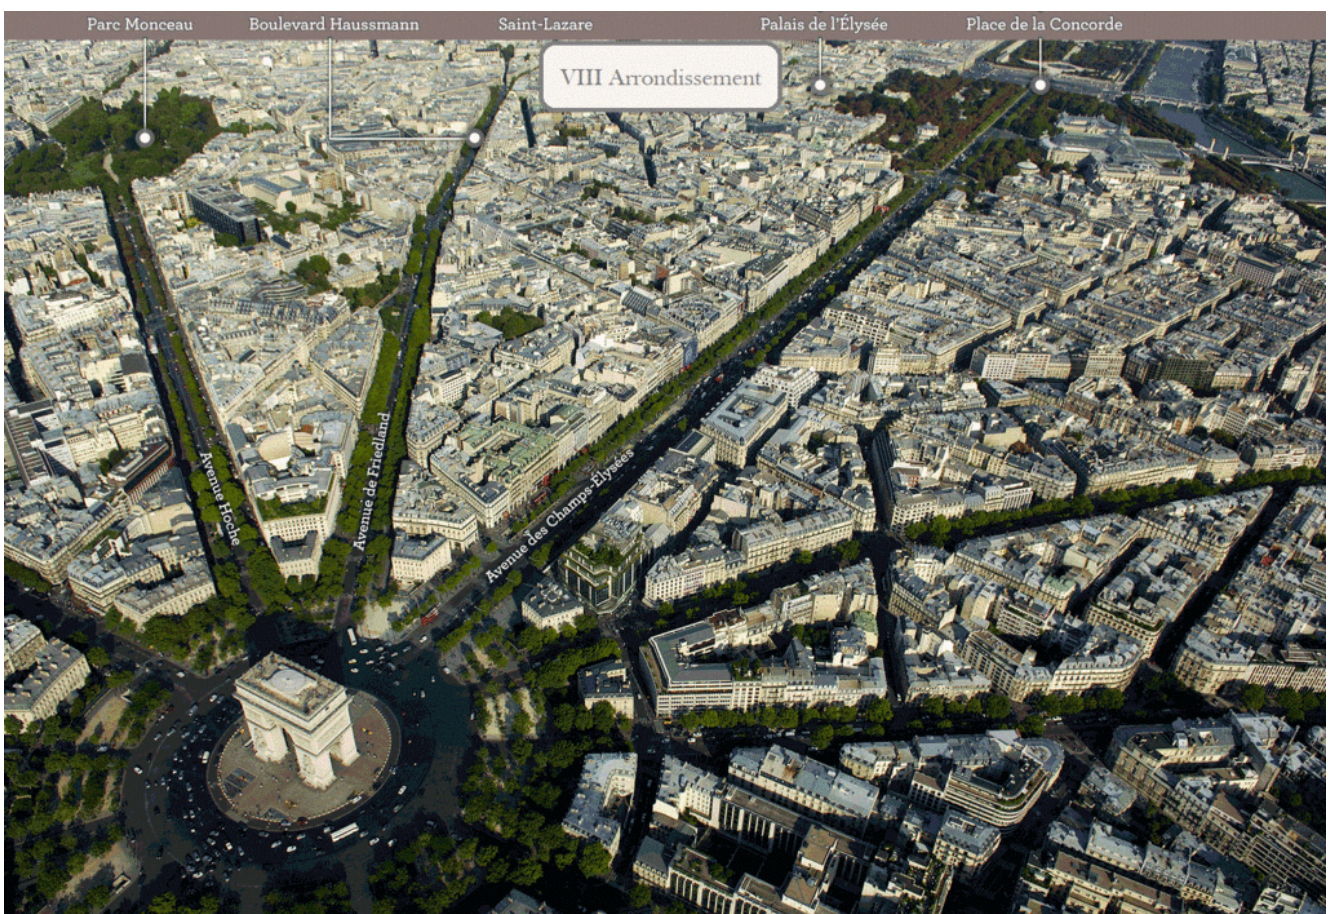 Parc Monceau
Boulevard Haussmann
Saint-Lazare
Palais de l'Élysée
Place de la Concorde
VIII Arrondissement
Avenue Hoche
Avenue de Friedland
Avenue des Champs-Élysées